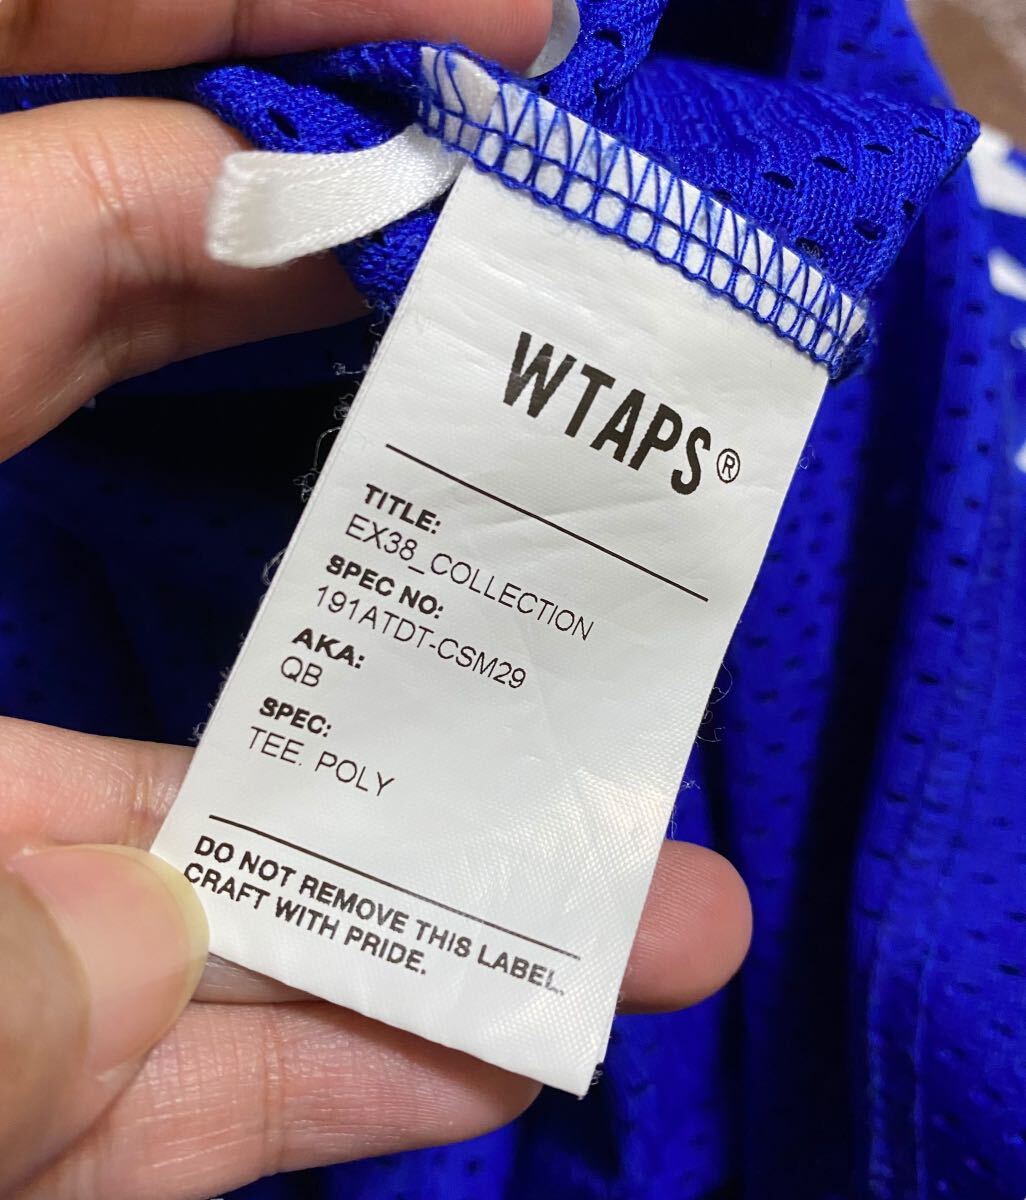 WTAPS®
TITLE:
EX38_COLLECTION
SPEC NO:
191ATDT-CSM29
AKA:
QB
SPEC:
TEE. POLY
DO NOT REMOVE THIS LABEL.
CRAFT WITH PRIDE.